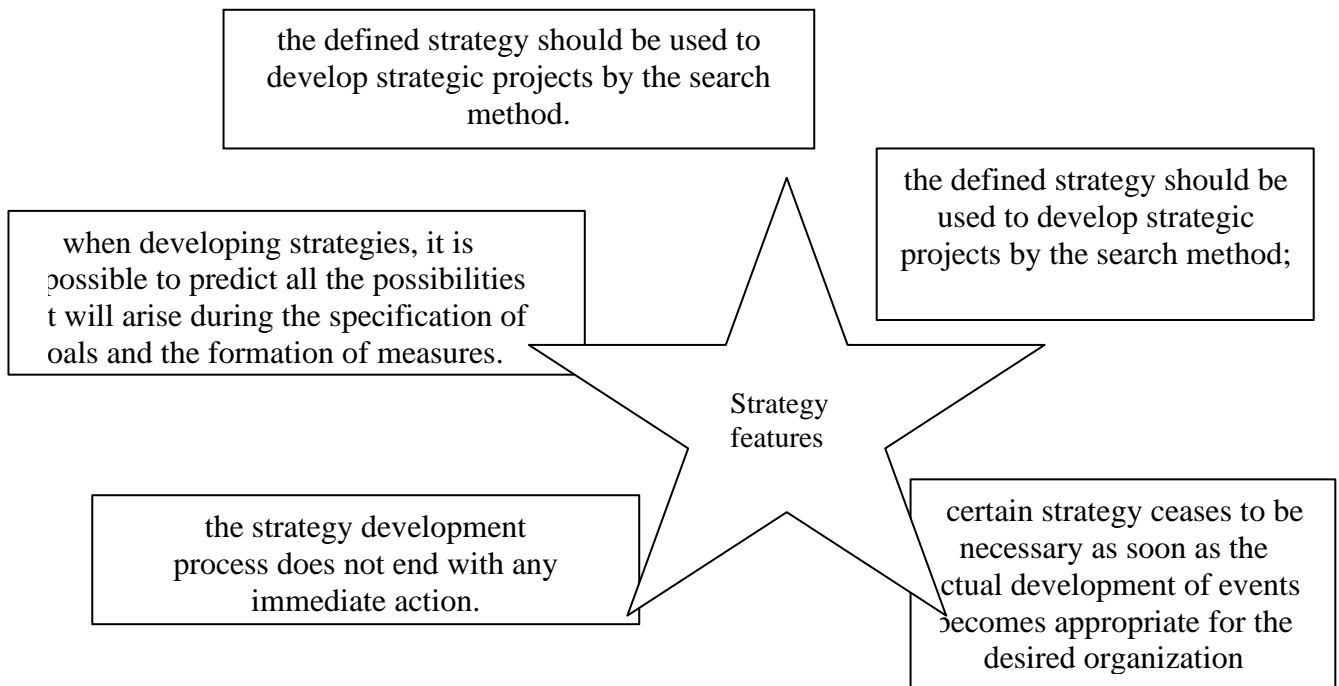 the defined strategy should be used to
develop strategic projects by the search
method.
the defined strategy should be
used to develop strategic
projects by the search method;
when developing strategies, it is
possible to predict all the possibilities
t will arise during the specification of
oals and the formation of measures.
Strategy
features
the strategy development
process does not end with any
immediate action.
certain strategy ceases to be
necessary as soon as the
ctual development of events
becomes appropriate for the
desired organization